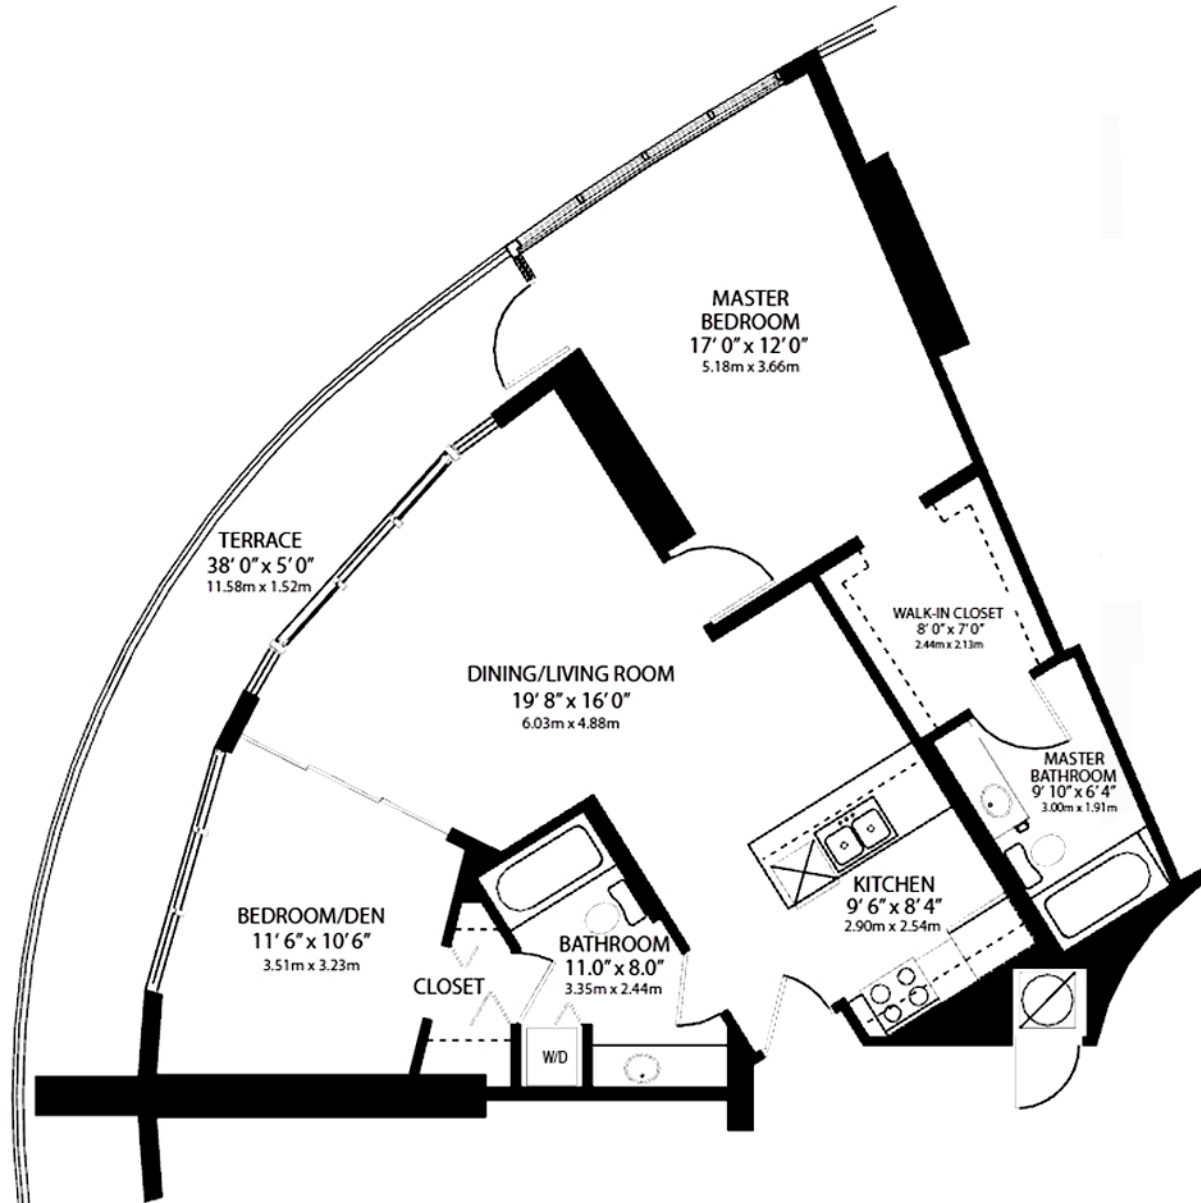 MASTER
BEDROOM
17' 0" x 12' 0"
5.18m x 3.66m
TERRACE
38' 0" x 5' 0"
11.58m x 1.52m
WALK-IN CLOSET
8' 0" x 7' 0"
2.44m x 2.13m
DINING/LIVING ROOM
19' 8" x 16' 0"
6.03m x 4.88m
MASTER
BATHROOM
9' 10" x 6' 4"
3.00m x 1.91m
KITCHEN
9' 6" x 8' 4"
2.90m x 2.54m
BEDROOM/DEN
11' 6" x 10' 6"
3.51m x 3.23m
BATHROOM
11.0" x 8.0"
3.35m x 2.44m
CLOSET
W/D